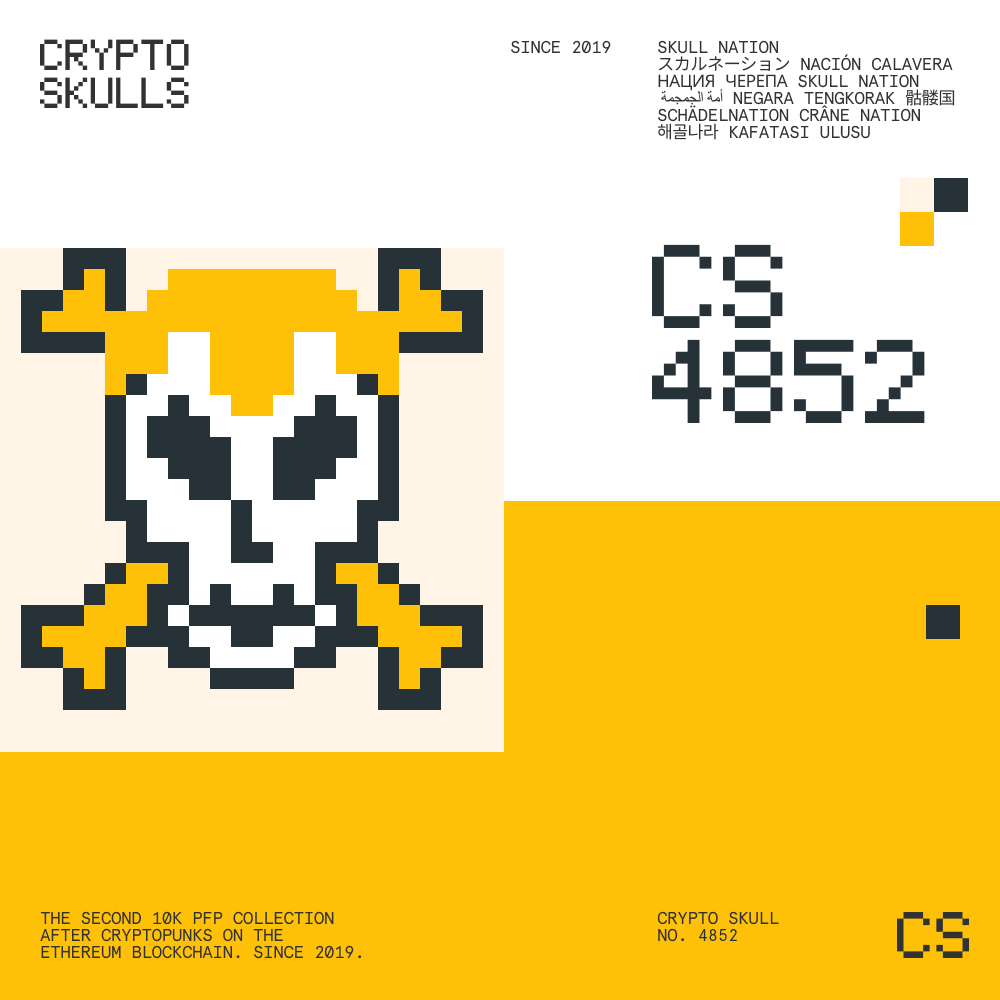 CRYPTO
SKULLS
SINCE 2019
SKULL NATION
スカルネーション NACIÓN CALAVERA
НАЦИЯ ЧЕРЕПА SKULL NATION
أمة الجمجمة NEGARA TENGKORAK 骷髅国
SCHÄDELNATION CRÂNE NATION
해골나라 KAFATASI ULUSU
CS
4852
THE SECOND 10K PFP COLLECTION
AFTER CRYPTOPUNKS ON THE
ETHEREUM BLOCKCHAIN. SINCE 2019.
CRYPTO SKULL
NO. 4852
CS